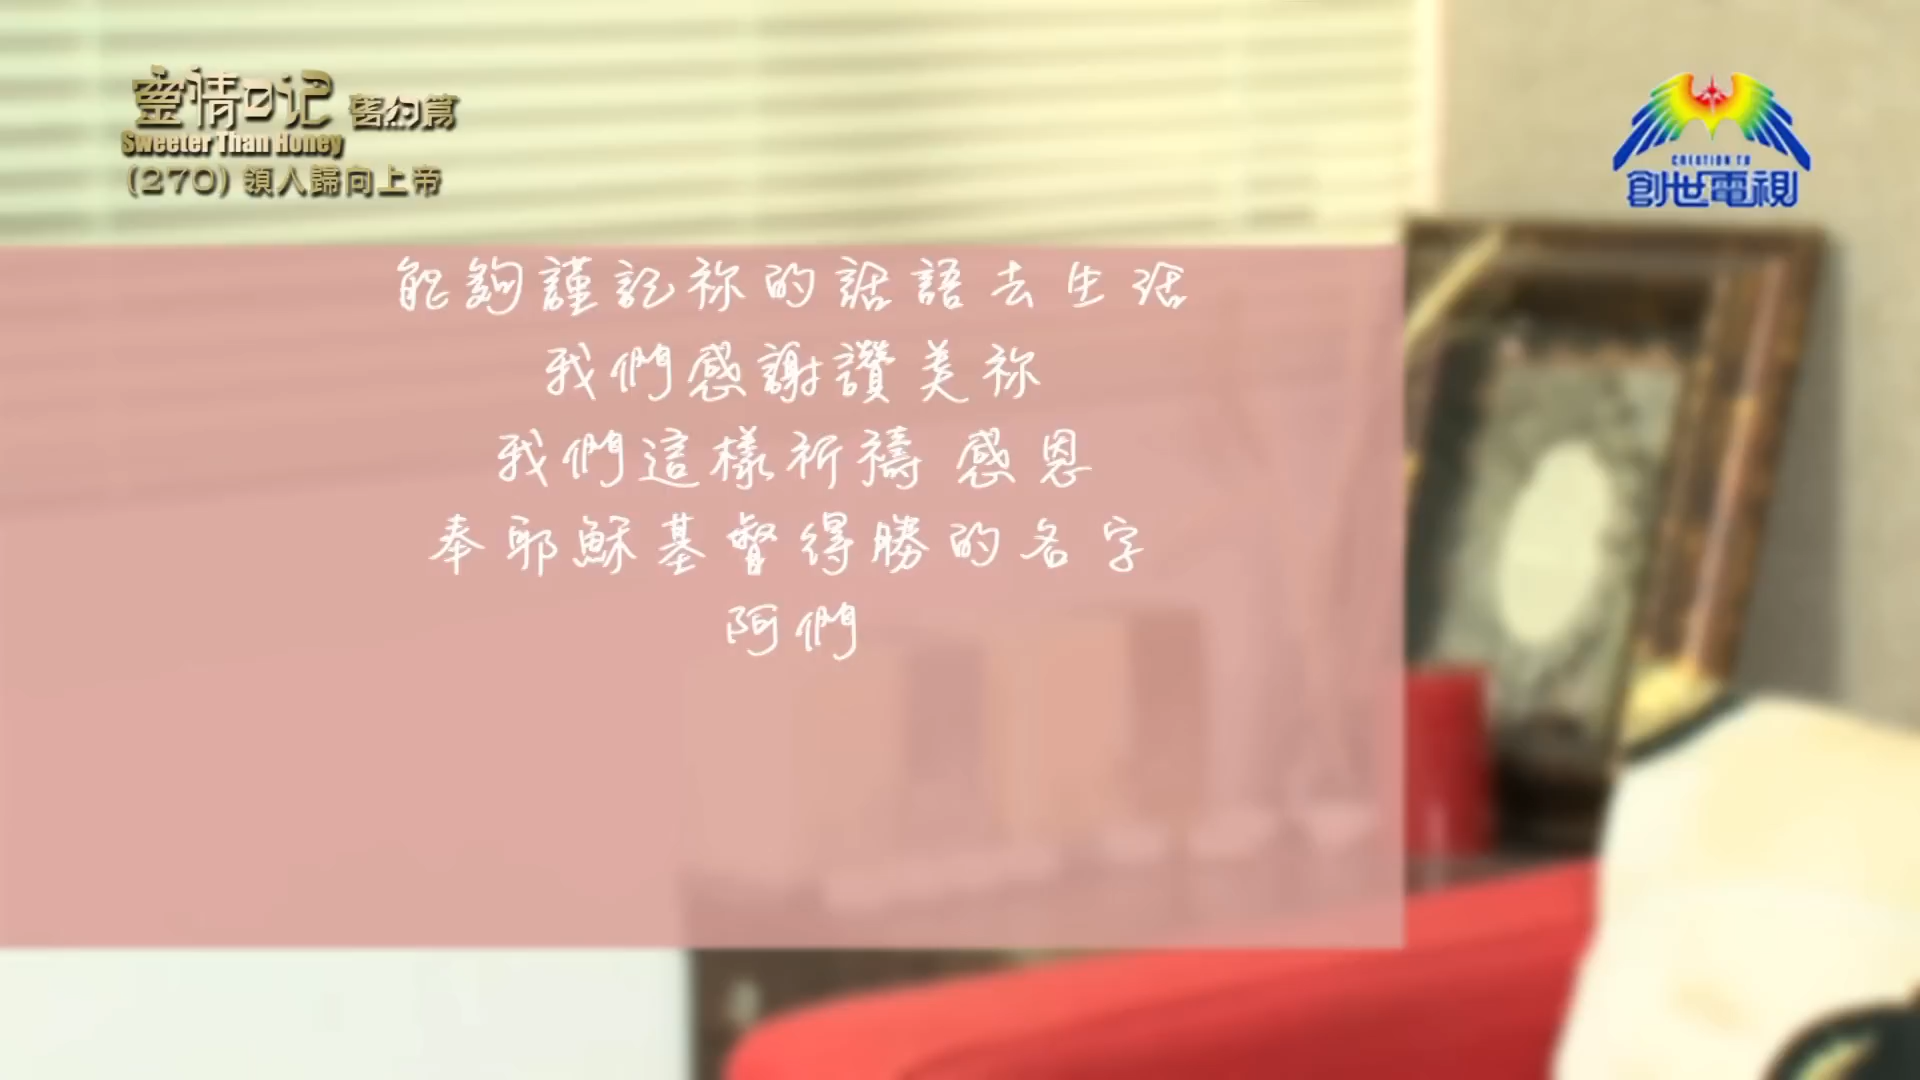 靈情日记 舊約篇
Sweeter Than Honey
(270) 領人歸向上帝
CREATION TV
創世電視
能夠謹記祢的話語去生活
我們感謝讚美祢
我們這樣祈禱 感恩
奉耶穌基督得勝的名字
阿們